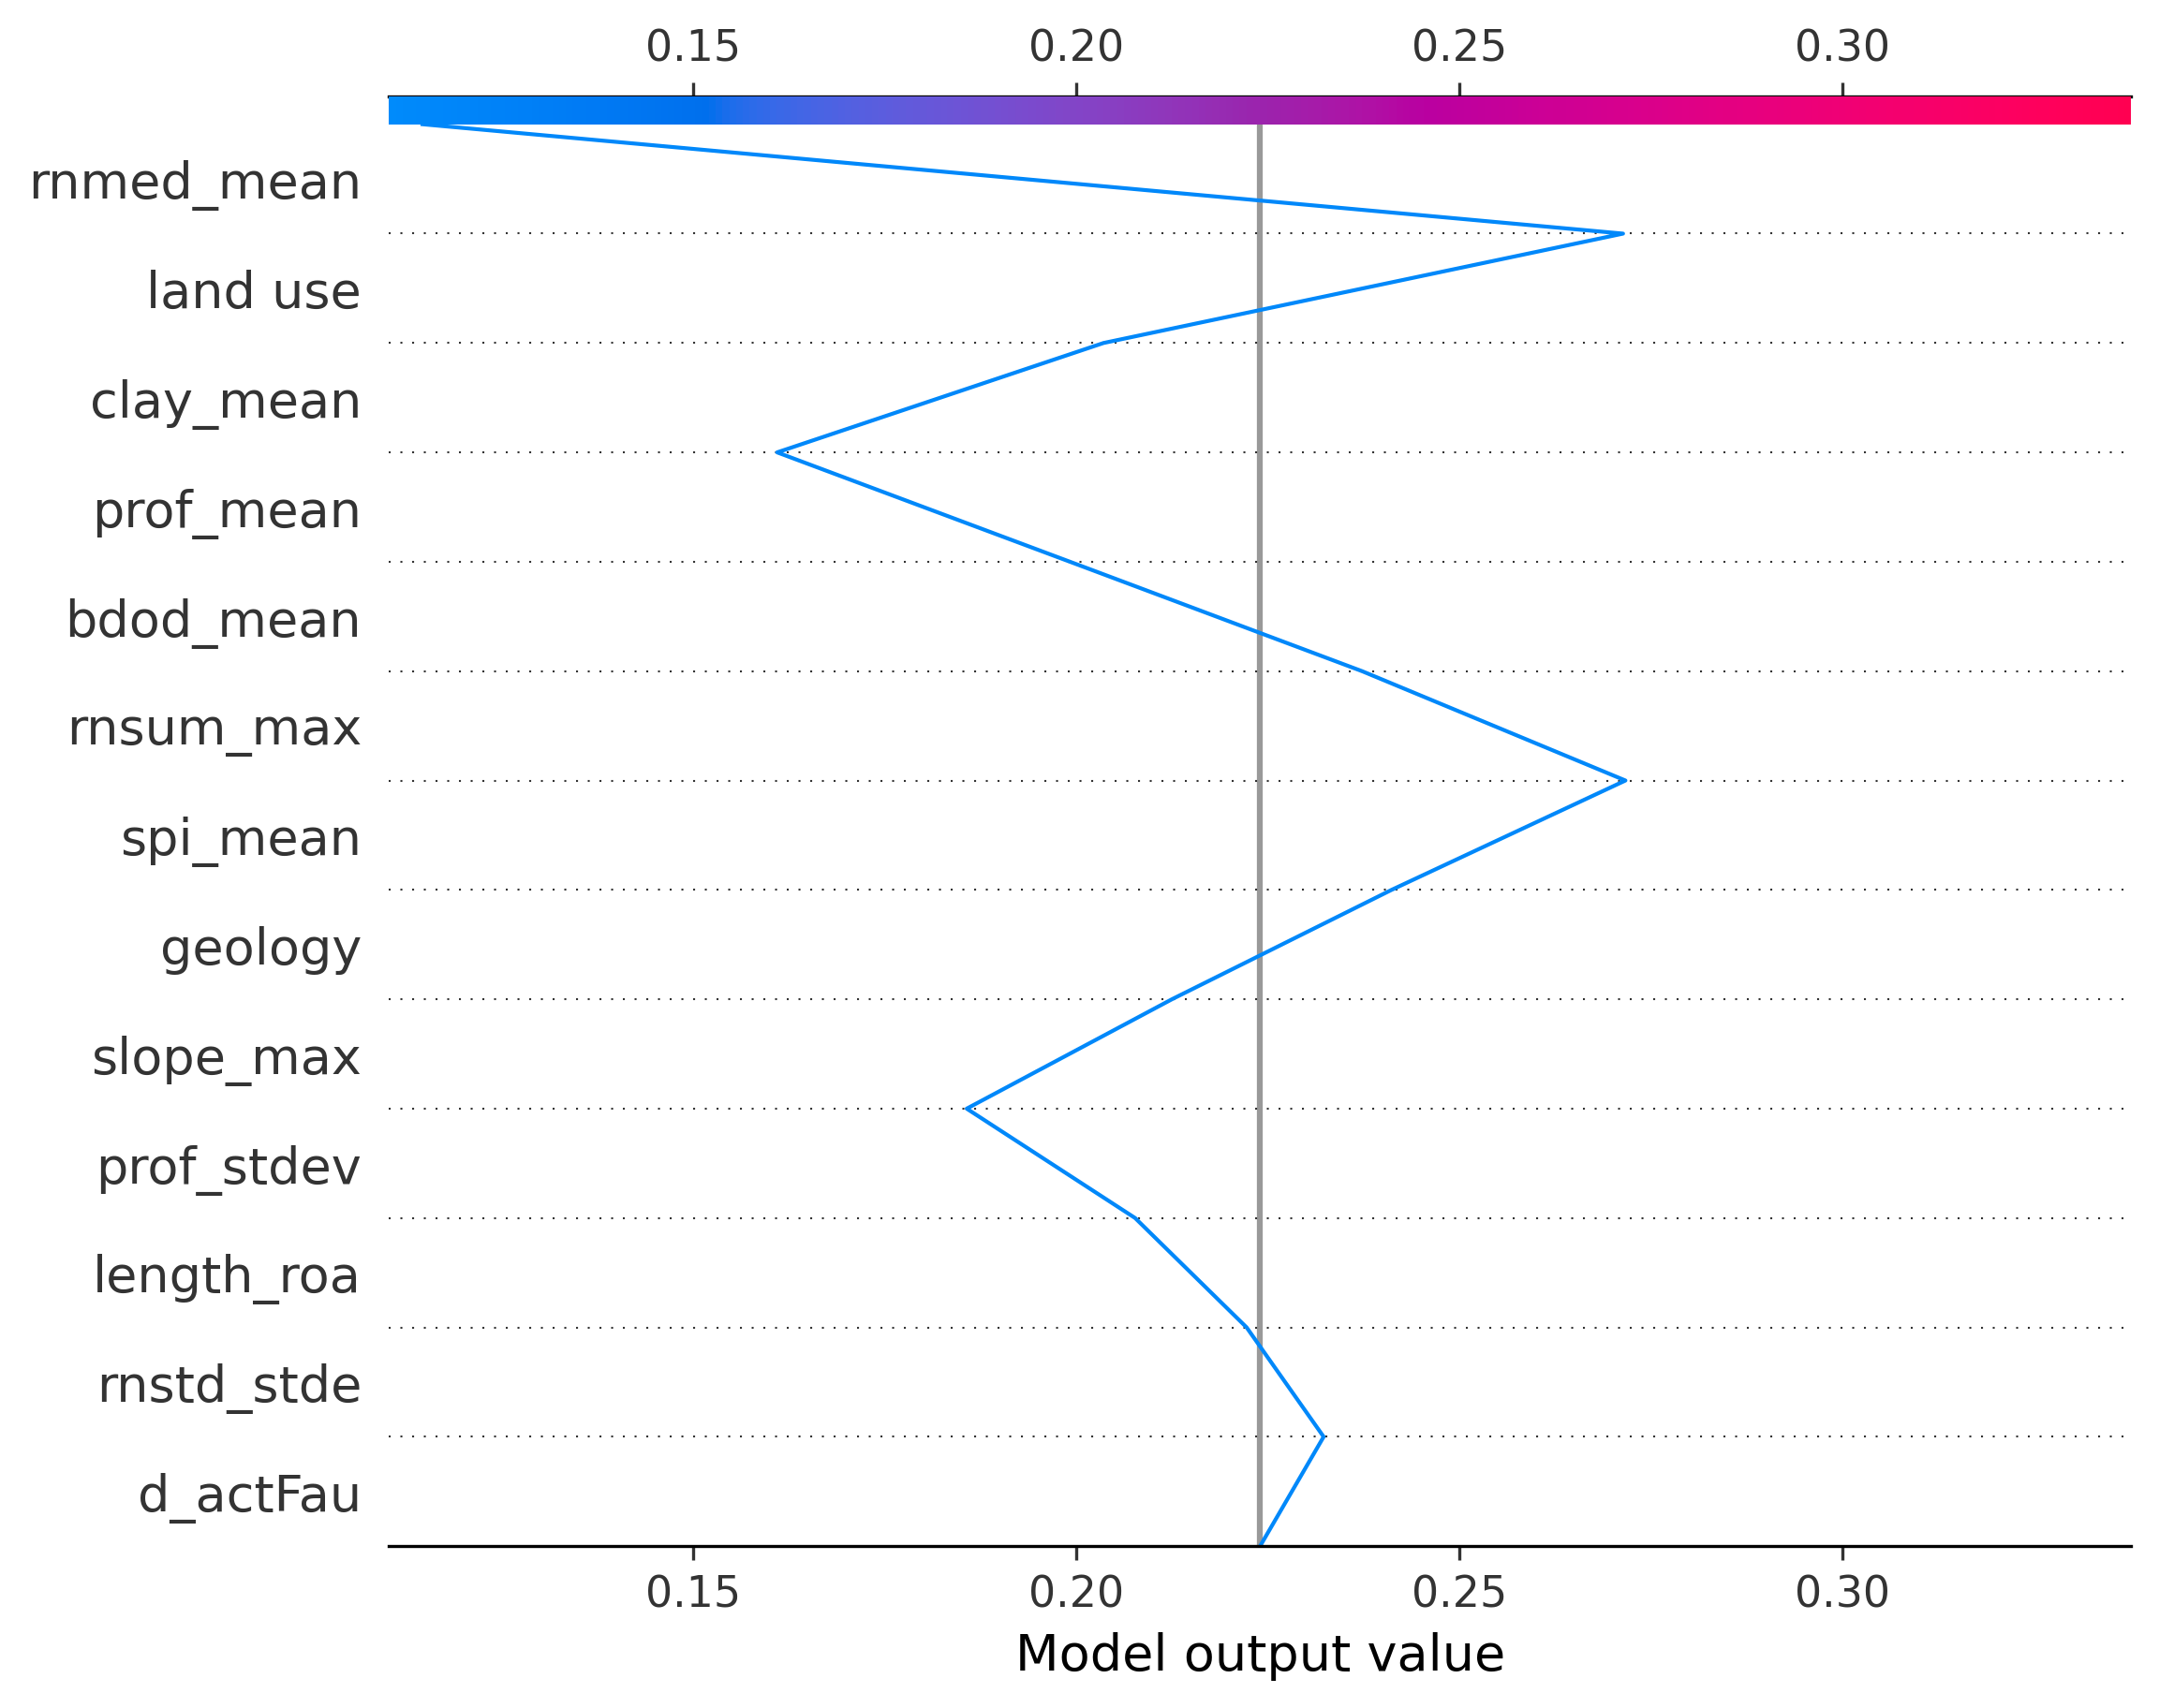 0.15 0.20 0.25 0.30
rnmed_mean
land use
clay_mean
prof_mean
bdod_mean
rnsum_max
spi_mean
geology
slope_max
prof_stdev
length_roa
rnstd_stde
d_actFau
0.15 0.20 0.25 0.30
Model output value